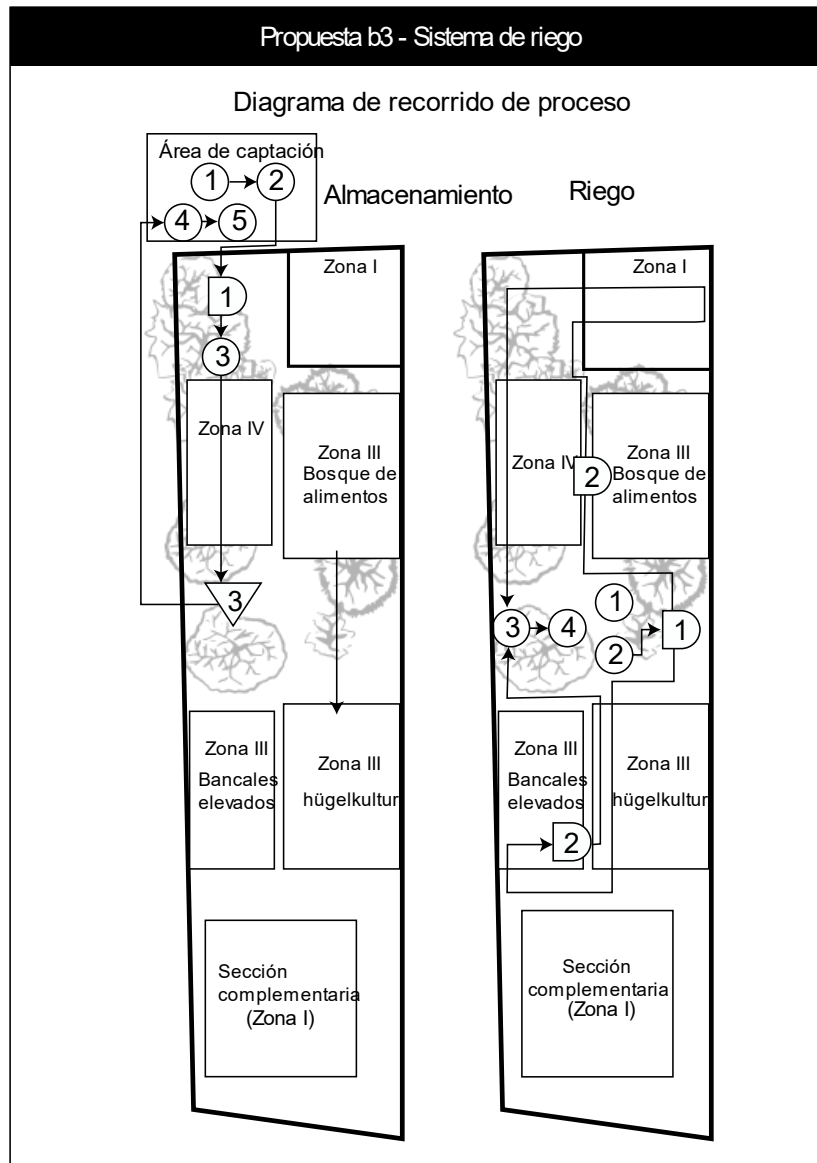 Propuesta b3 - Sistema de riego
Diagrama de recorrido de proceso
Área de captación
1
2
4
5
Almacenamiento
Zona I
1
3
Zona IV
Zona III
Bosque de
alimentos
3
Zona III
Bancales
elevados
Zona III
hügelkultur
Sección
complementaria
(Zona I)
Riego
Zona I
Zona IV
2
Zona III
Bosque de
alimentos
1
3
4
2
1
Zona III
Bancales
elevados
2
Zona III
hügelkultur
Sección
complementaria
(Zona I)